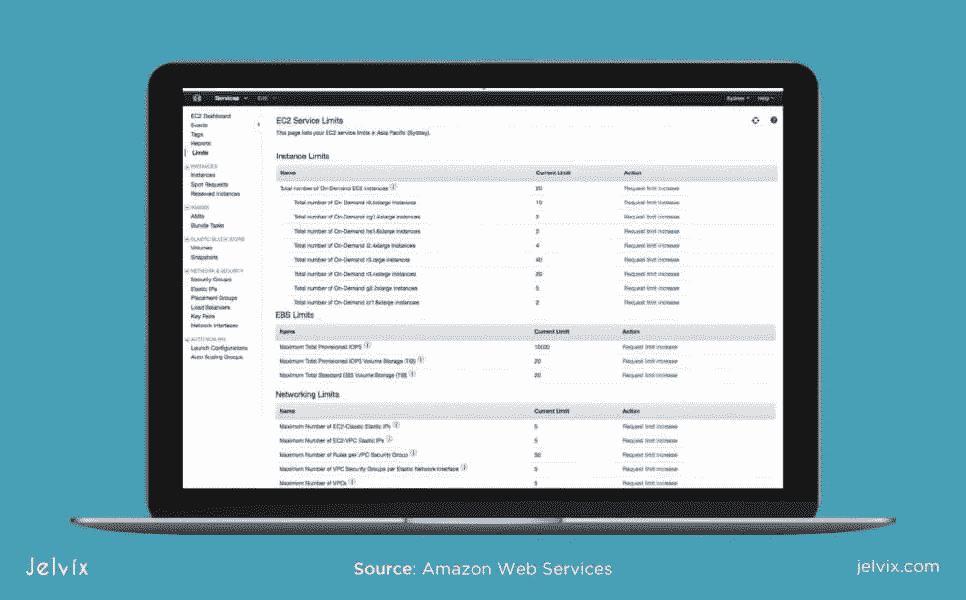 Services Edit Sydney Help
EC2 Dashboard
Events
Tags
Reports
Limits
INSTANCES
Instances
Spot Requests
Reserved Instances
IMAGES
AMIs
Bundle Tasks
ELASTIC BLOCK STORE
Volumes
Snapshots
NETWORK & SECURITY
Security Groups
Elastic IPs
Placement Groups
Load Balancers
Key Pairs
Network Interfaces
AUTO SCALING
Launch Configurations
Auto Scaling Groups
EC2 Service Limits
This page lists your EC2 service limits in Asia Pacific (Sydney).
Instance Limits
Name Current Limit Action
Total number of On-Demand EC2 instances 20 Request limit increase
Total number of On-Demand instances 10 Request limit increase
Total number of On-Demand instances 2 Request limit increase
Total number of On-Demand instances 2 Request limit increase
Total number of On-Demand instances 4 Request limit increase
Total number of On-Demand r3.large instances 40 Request limit increase
Total number of On-Demand r3.xlarge instances 20 Request limit increase
Total number of On-Demand g2.2xlarge instances 5 Request limit increase
Total number of On-Demand instances 2 Request limit increase
EBS Limits
Name Current Limit Action
Maximum Total Provisioned IOPS Request limit increase
Maximum Total Provisioned IOPS Volume Storage (TiB) 20 Request limit increase
Maximum Total Standard EBS Volume Storage (TiB) 20 Request limit increase
Networking Limits
Name Current Limit Action
Maximum Number of EC2-Classic Elastic IPs 5 Request limit increase
Maximum Number of EC2-VPC Elastic IPs 5 Request limit increase
Maximum Number of Rules per VPC Security Group 50 Request limit increase
Maximum Number of VPC Security Groups per Elastic Network Interface 5 Request limit increase
Maximum Number of VPCs 5 Request limit increase
Jelvix
Source: Amazon Web Services
jelvix.com